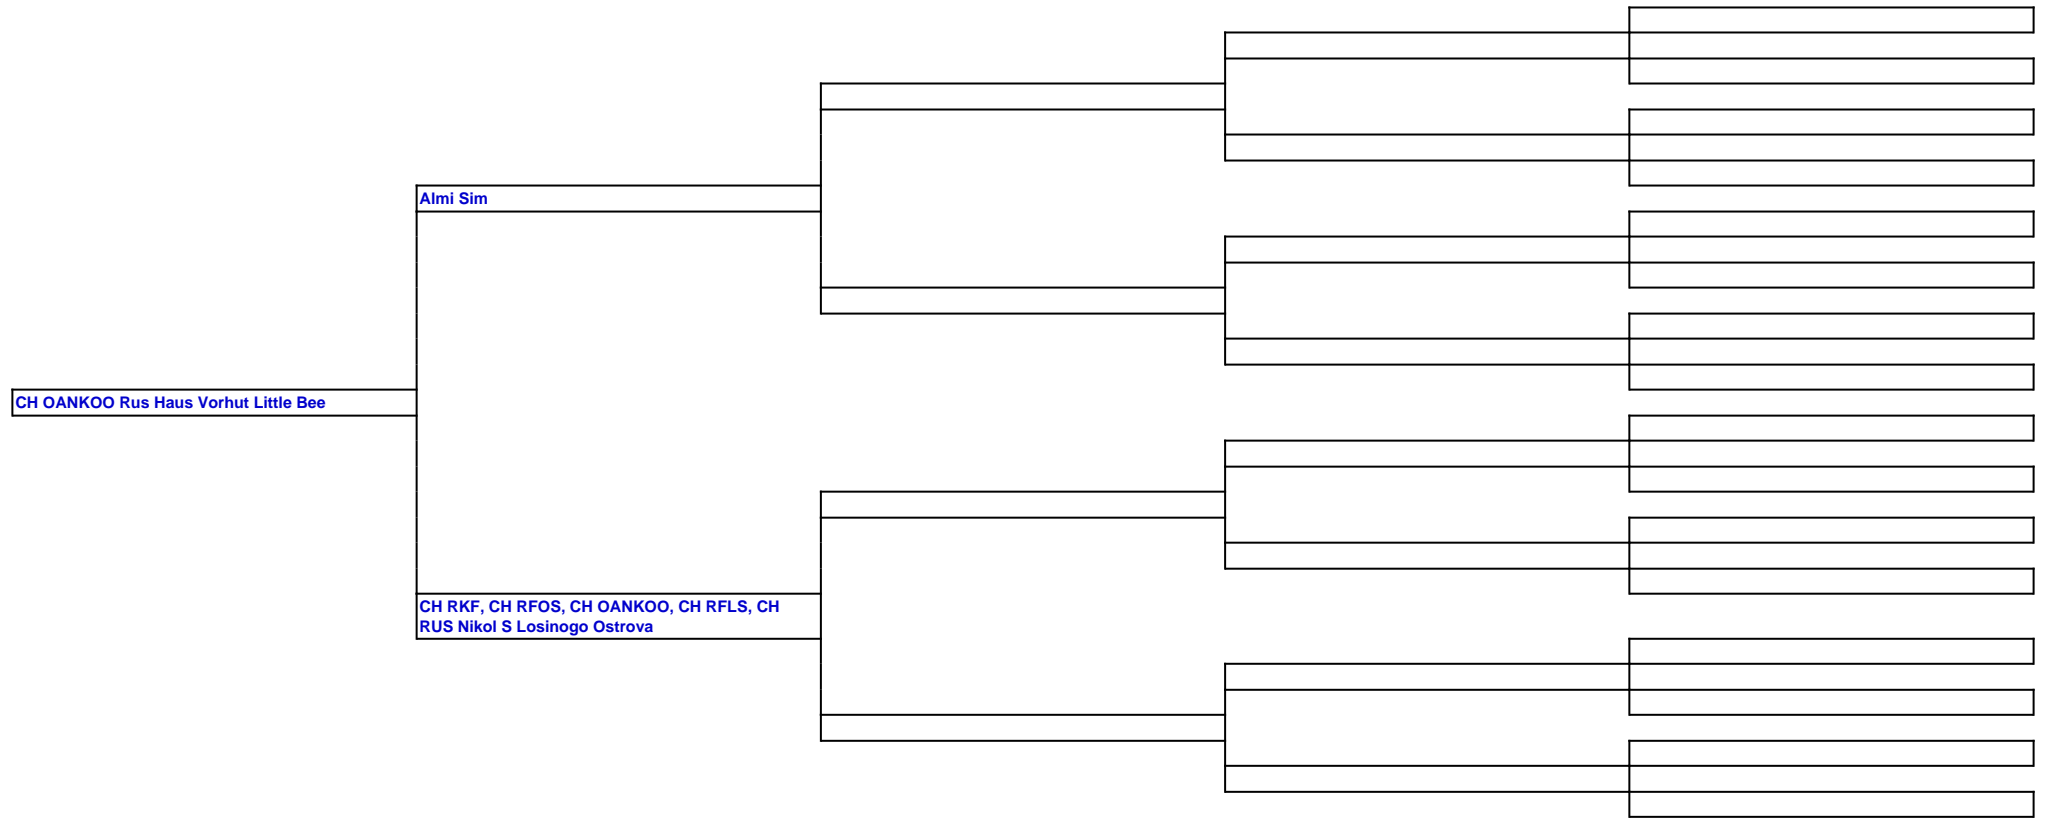 Almi Sim
CH OANKOO Rus Haus Vorhut Little Bee
CH RKF, CH RFOS, CH OANKOO, CH RFLS, CH
RUS Nikol S Losinogo Ostrova